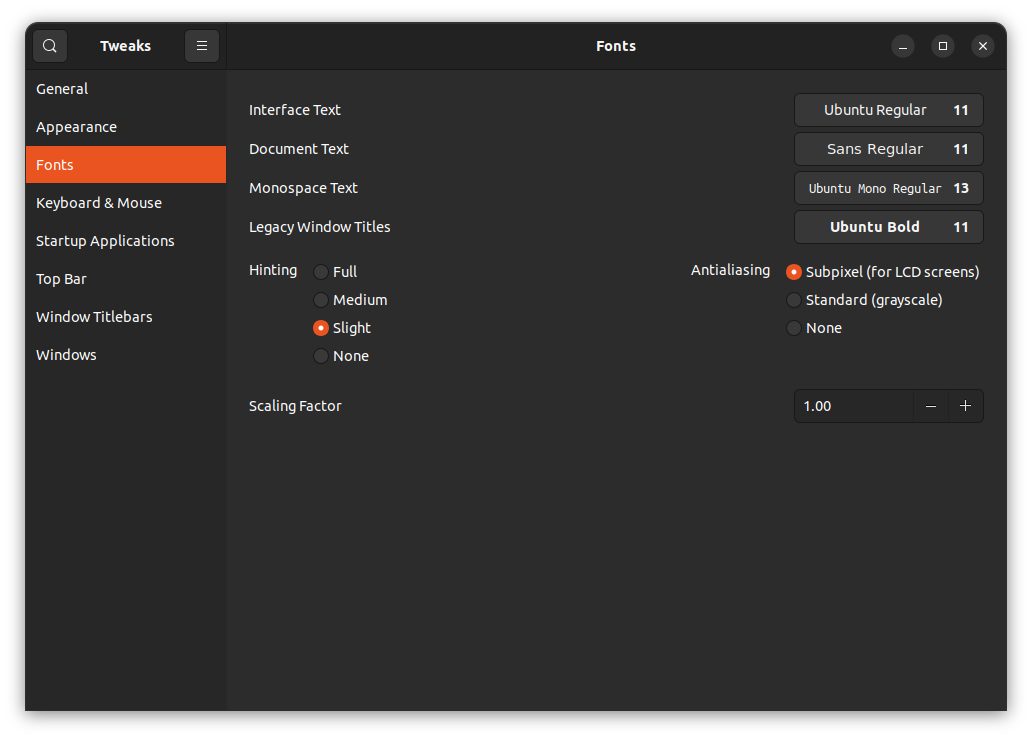 Tweaks
Fonts
General
Appearance
Fonts
Keyboard & Mouse
Startup Applications
Top Bar
Window Titlebars
Windows
Interface Text Ubuntu Regular 11
Document Text Sans Regular 11
Monospace Text Ubuntu Mono Regular 13
Legacy Window Titles Ubuntu Bold 11
Hinting
Full
Medium
Slight
None
Antialiasing
Subpixel (for LCD screens)
Standard (grayscale)
None
Scaling Factor 1.00